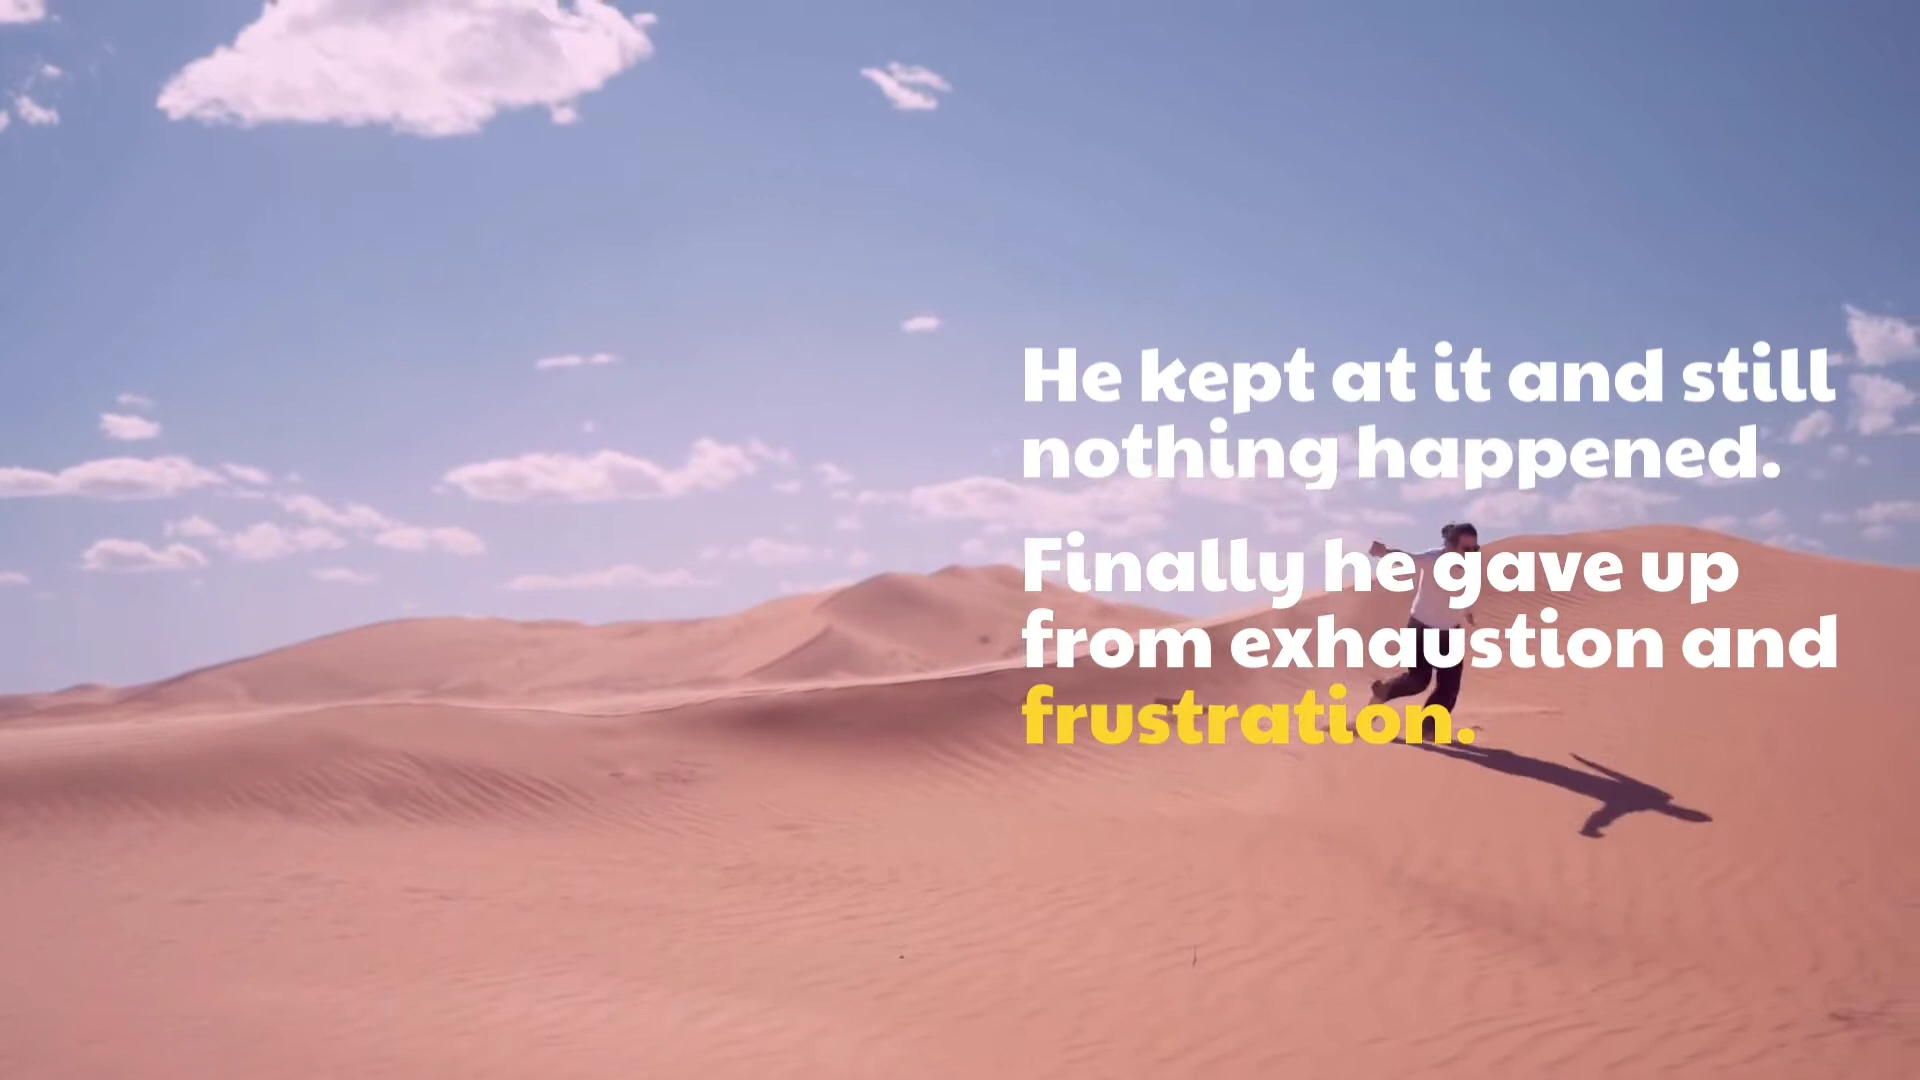 He kept at it and still
nothing happened.
Finally he gave up
from exhaustion and
frustration.